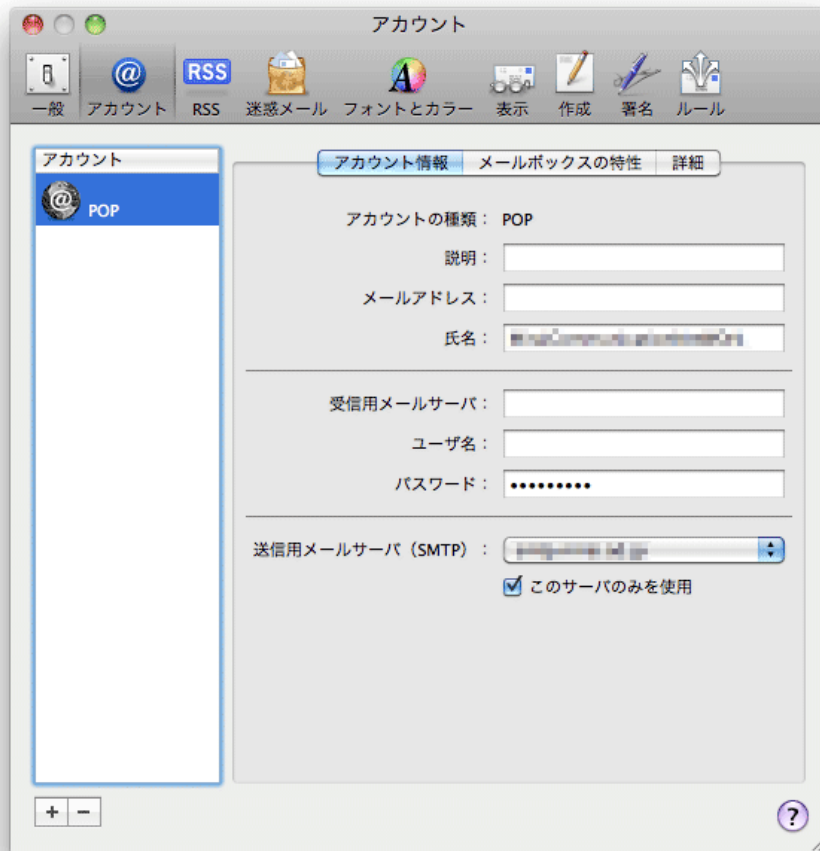 アカウント
RSS
一般 アカウント RSS 迷惑メール フォントとカラー 表示 作成 署名 ルール
アカウント
POP
アカウント情報 メールボックスの特性 詳細
アカウントの種類： POP
説明：
メールアドレス：
氏名：
受信用メールサーバ：
ユーザ名：
パスワード： •••••••••
送信用メールサーバ（SMTP）：
このサーバのみを使用
+ − ?